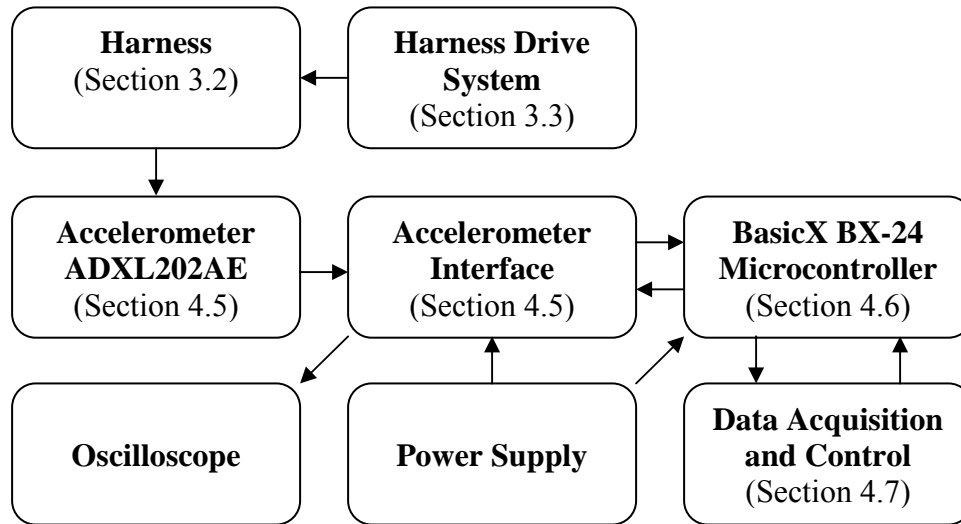 Harness
(Section 3.2)
Harness Drive
System
(Section 3.3)
Accelerometer
ADXL202AE
(Section 4.5)
Accelerometer
Interface
(Section 4.5)
BasicX BX-24
Microcontroller
(Section 4.6)
Oscilloscope
Power Supply
Data Acquisition
and Control
(Section 4.7)